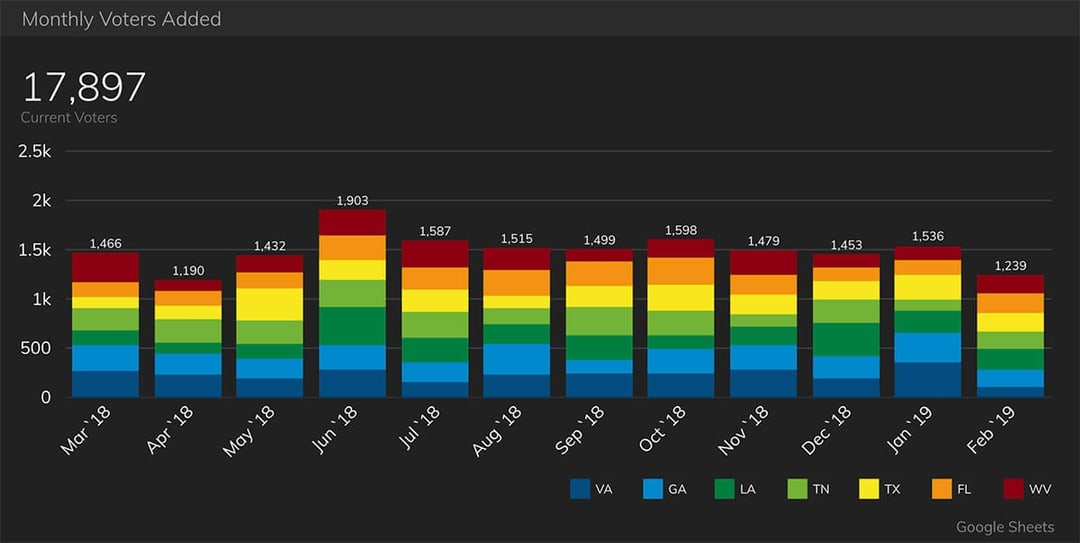 Monthly Voters Added
17,897
Current Voters
2.5k
2k
1.5k
1k
500
0
1,466
1,190
1,432
1,903
1,587
1,515
1,499
1,598
1,479
1,453
1,536
1,239
Mar `18
Apr `18
May `18
Jun `18
Jul `18
Aug `18
Sep `18
Oct `18
Nov `18
Dec `18
Jan `19
Feb `19
VA GA LA TN TX FL WV
Google Sheets